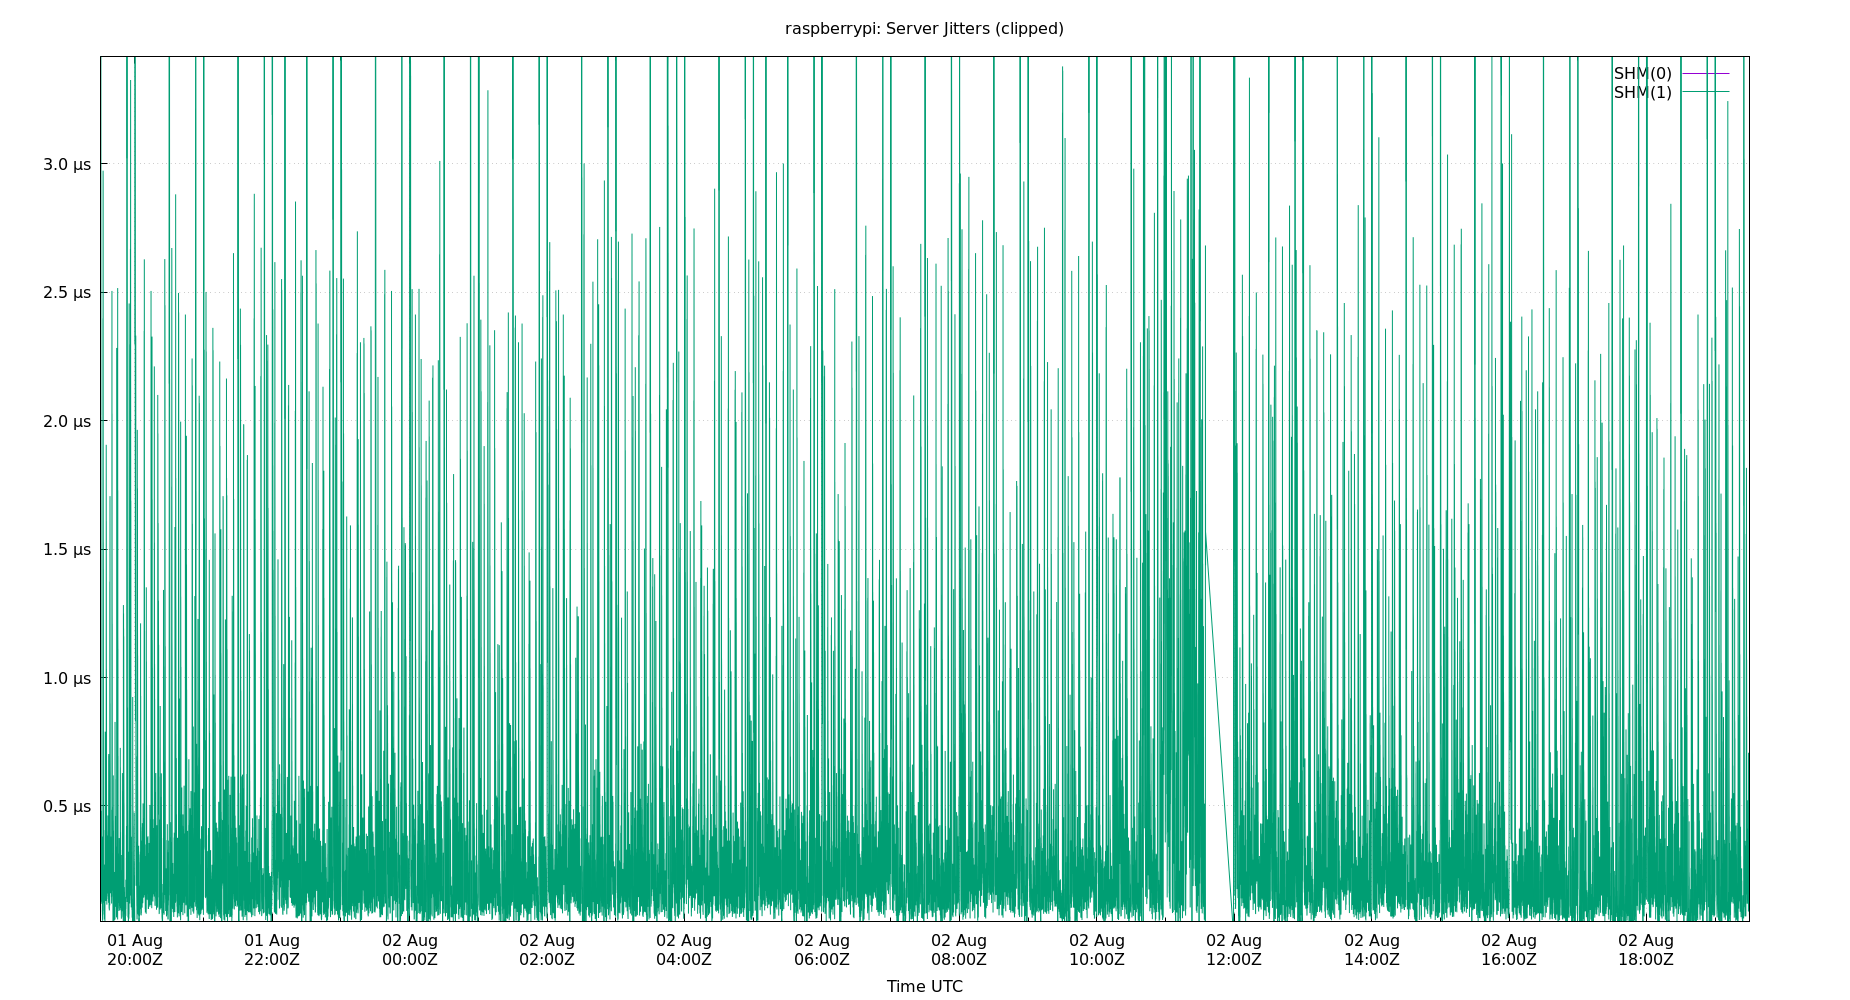 raspberrypi: Server Jitters (clipped)
SHM(0)
SHM(1)
3.0 µs
2.5 µs
2.0 µs
1.5 µs
1.0 µs
0.5 µs
01 Aug 01 Aug 02 Aug 02 Aug 02 Aug 02 Aug 02 Aug 02 Aug 02 Aug 02 Aug 02 Aug 02 Aug
20:00Z 22:00Z 00:00Z 02:00Z 04:00Z 06:00Z 08:00Z 10:00Z 12:00Z 14:00Z 16:00Z 18:00Z
Time UTC